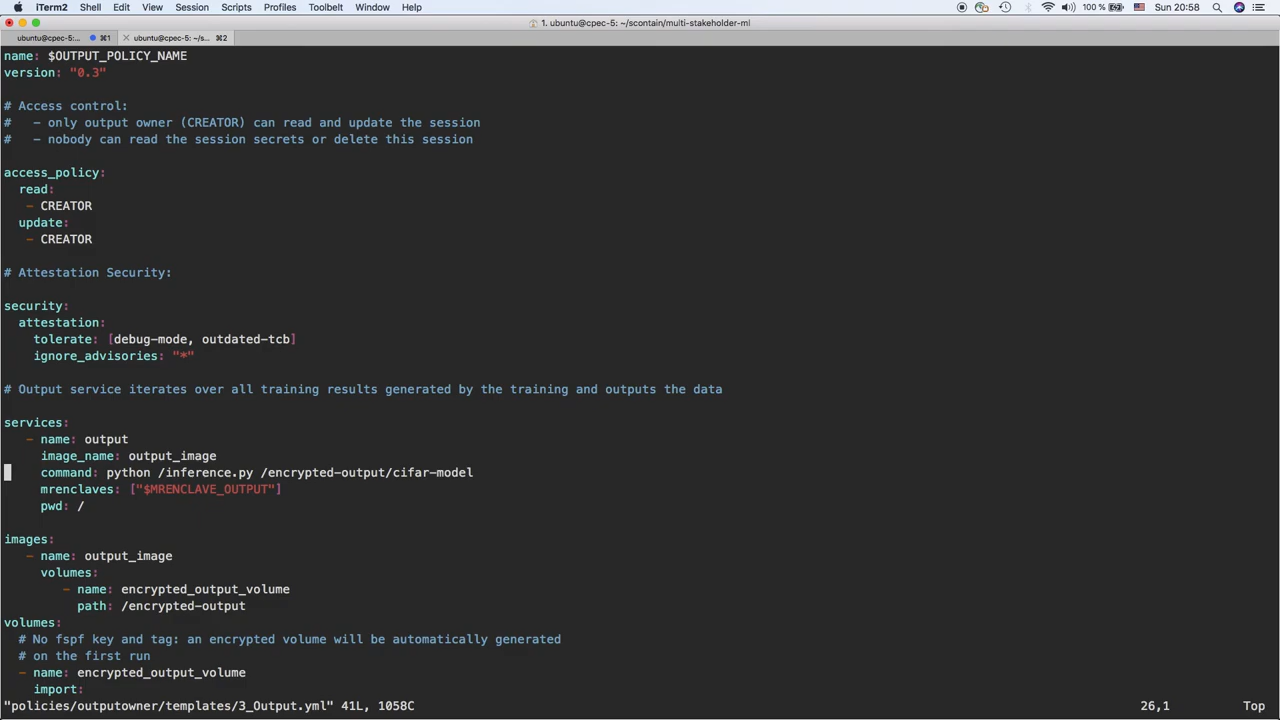 iTerm2 Shell Edit View Session Scripts Profiles Toolbelt Window Help 100 % Sun 20:58
1. ubuntu@cpec-5: ~/scontain/multi-stakeholder-ml
ubuntu@cpec-5:... ⌘1 ubuntu@cpec-5: ~/s... ⌘2
name: $OUTPUT_POLICY_NAME
version: "0.3"
# Access control:
#   - only output owner (CREATOR) can read and update the session
#   - nobody can read the session secrets or delete this session
access_policy:
  read:
   - CREATOR
  update:
   - CREATOR
# Attestation Security:
security:
  attestation:
    tolerate: [debug-mode, outdated-tcb]
    ignore_advisories: "*"
# Output service iterates over all training results generated by the training and outputs the data
services:
   - name: output
     image_name: output_image
     command: python /inference.py /encrypted-output/cifar-model
     mrenclaves: ["$MRENCLAVE_OUTPUT"]
     pwd: /
images:
   - name: output_image
     volumes:
        - name: encrypted_output_volume
          path: /encrypted-output
volumes:
  # No fspf key and tag: an encrypted volume will be automatically generated
  # on the first run
  - name: encrypted_output_volume
    import:
"policies/outputowner/templates/3_Output.yml" 41L, 1058C 26,1 Top